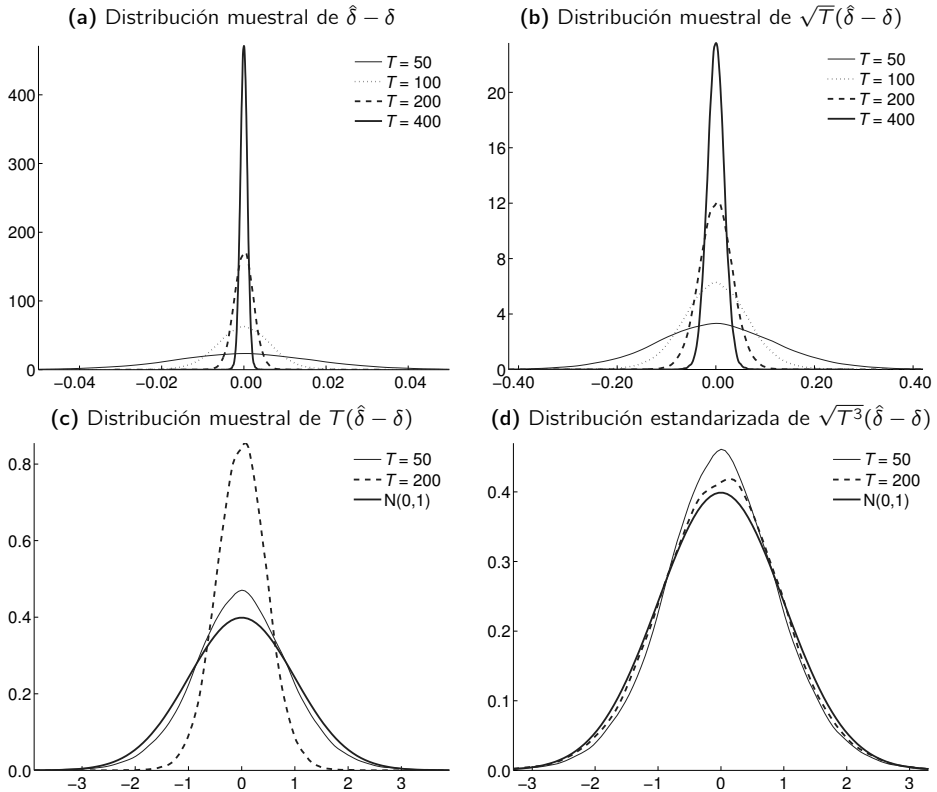 (a) Distribución muestral de δ̂ − δ
T = 50
T = 100
T = 200
T = 400
400
300
200
100
0
−0.04 −0.02 0.00 0.02 0.04
(b) Distribución muestral de √T(δ̂ − δ)
T = 50
T = 100
T = 200
T = 400
20
16
12
8
4
0
−0.40 −0.20 0.00 0.20 0.40
(c) Distribución muestral de T(δ̂ − δ)
T = 50
T = 200
N(0,1)
0.8
0.6
0.4
0.2
0.0
−3 −2 −1 0 1 2 3
(d) Distribución estandarizada de √T³(δ̂ − δ)
T = 50
T = 200
N(0,1)
0.4
0.3
0.2
0.1
0.0
−3 −2 −1 0 1 2 3